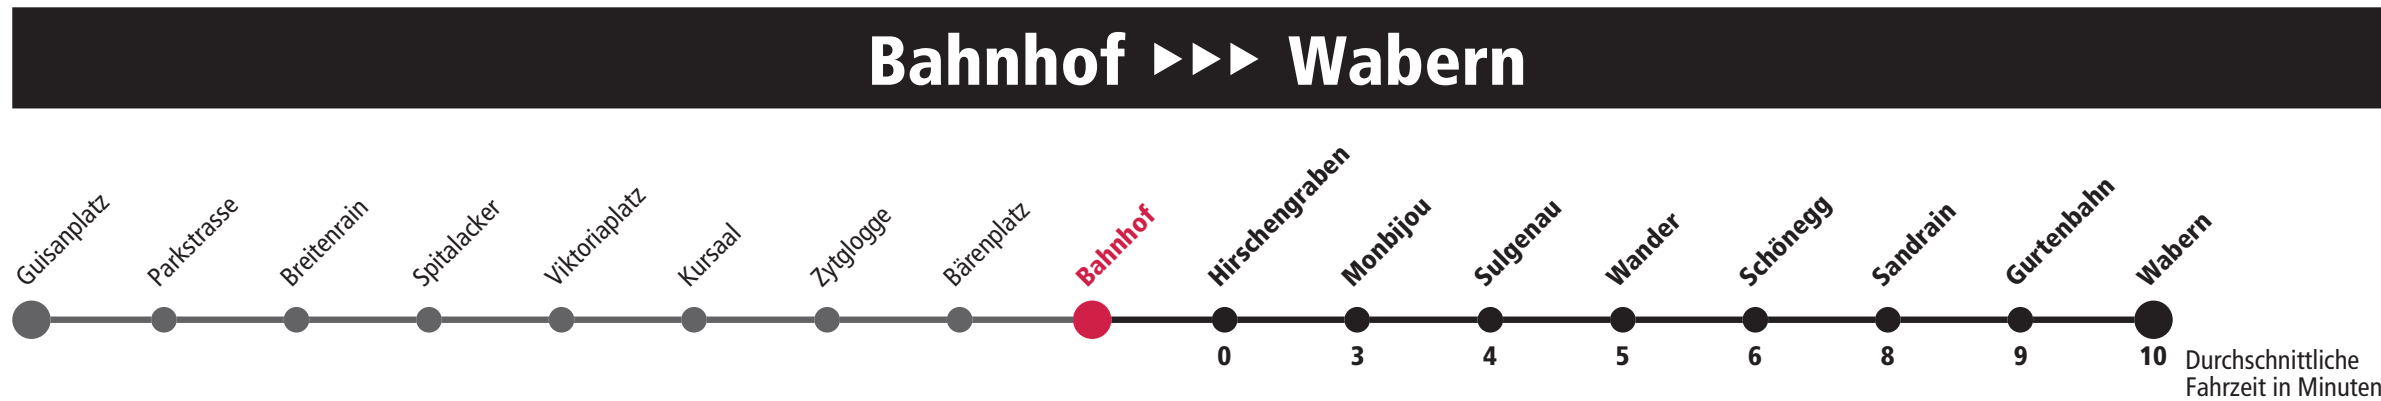 Bahnhof ▶▶▶ Wabern
Guisanplatz
Parkstrasse
Breitenrain
Spitalacker
Viktoriaplatz
Kursaal
Zytglogge
Bärenplatz
Bahnhof
Hirschengraben
Monbijou
Sulgenau
Wander
Schönegg
Sandrain
Gurtenbahn
Wabern
0 3 4 5 6 8 9 10 Durchschnittliche
Fahrzeit in Minuten